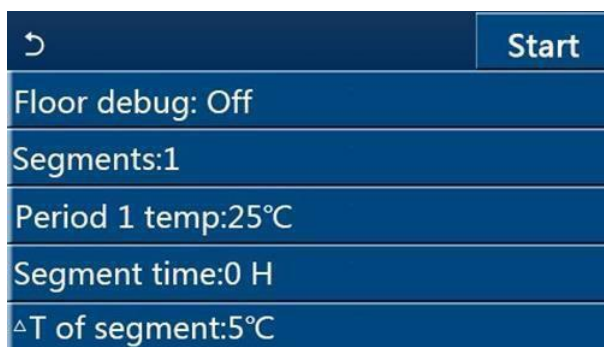 Start
Floor debug: Off
Segments:1
Period 1 temp:25℃
Segment time:0 H
△T of segment:5℃